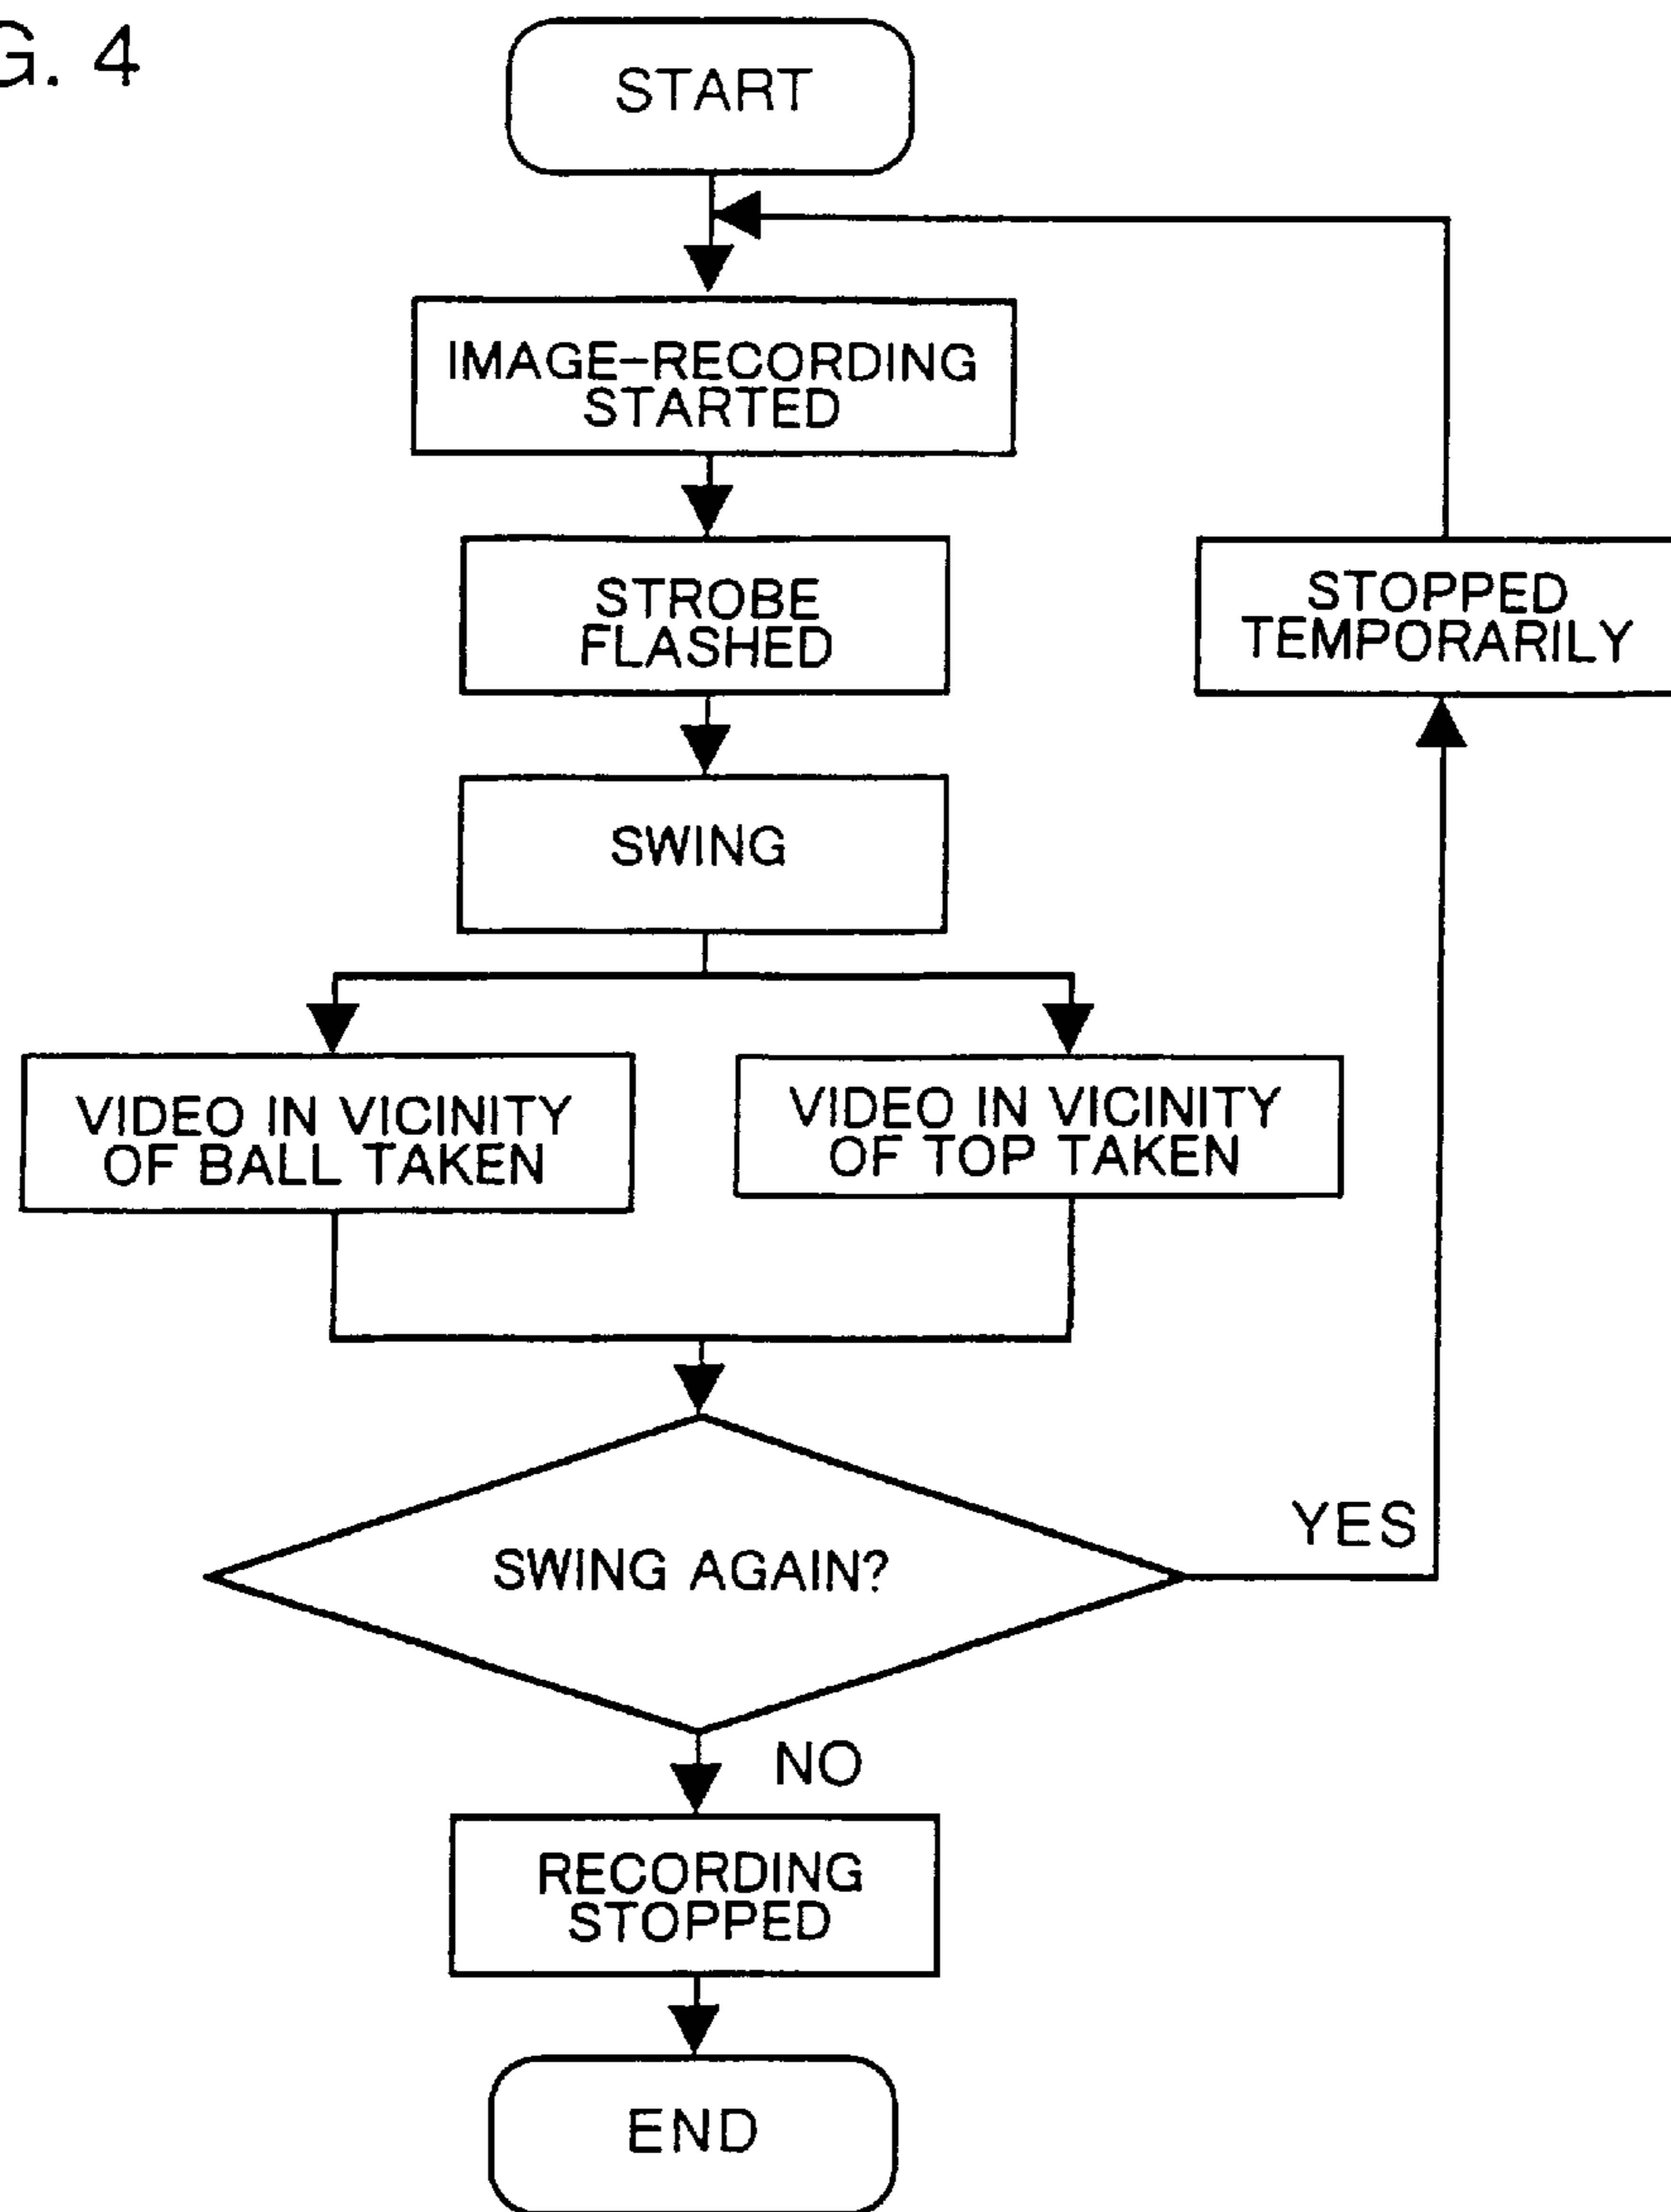 G. 4
START
IMAGE-RECORDING
STARTED
STROBE
FLASHED
STOPPED
TEMPORARILY
SWING
VIDEO IN VICINITY
OF BALL TAKEN
VIDEO IN VICINITY
OF TOP TAKEN
SWING AGAIN?
YES
NO
RECORDING
STOPPED
END